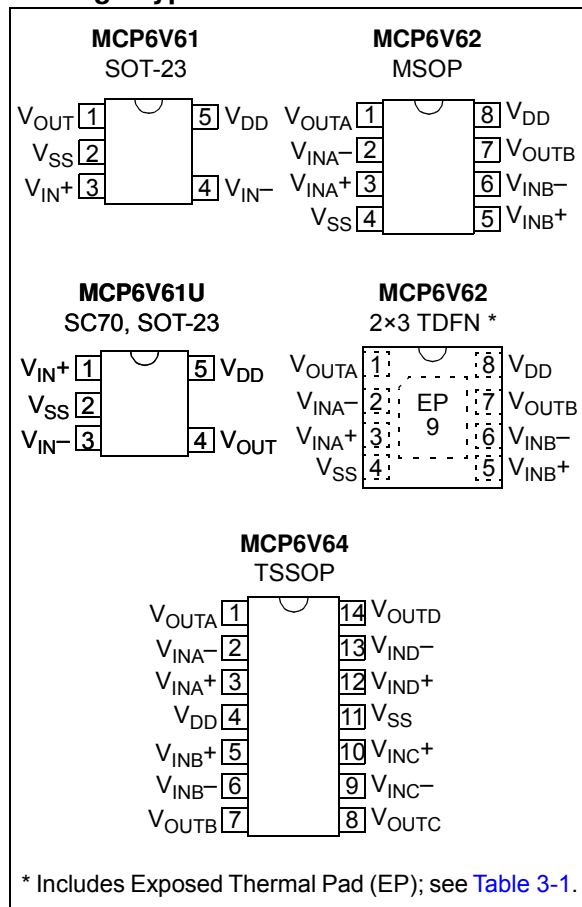 MCP6V61
SOT-23
VOUT 1
VSS 2
VIN+ 3
5 VDD
4 VIN–
MCP6V62
MSOP
VOUTA 1
VINA– 2
VINA+ 3
VSS 4
8 VDD
7 VOUTB
6 VINB–
5 VINB+
MCP6V61U
SC70, SOT-23
VIN+ 1
VSS 2
VIN– 3
5 VDD
4 VOUT
MCP6V62
2×3 TDFN *
VOUTA 1
VINA– 2
VINA+ 3
VSS 4
EP
9
8 VDD
7 VOUTB
6 VINB–
5 VINB+
MCP6V64
TSSOP
VOUTA 1
VINA– 2
VINA+ 3
VDD 4
VINB+ 5
VINB– 6
VOUTB 7
14 VOUTD
13 VIND–
12 VIND+
11 VSS
10 VINC+
9 VINC–
8 VOUTC
* Includes Exposed Thermal Pad (EP); see Table 3-1.